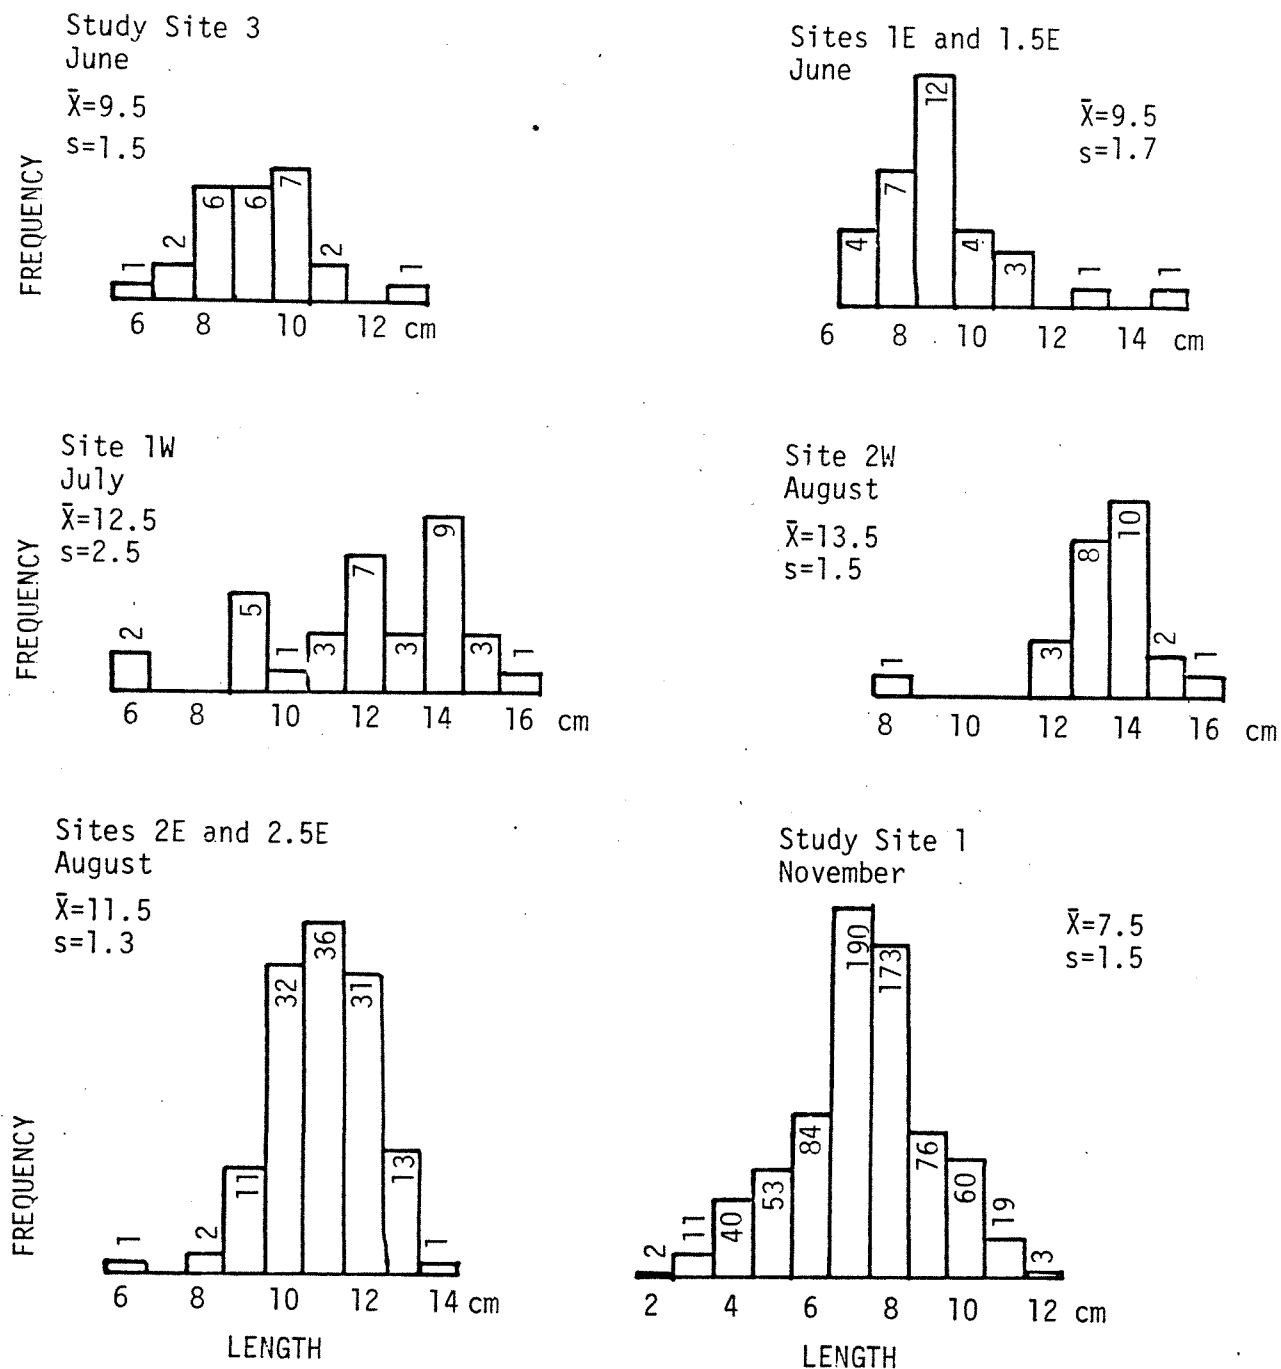 Study Site 3
June
X̄=9.5
s=1.5
FREQUENCY
1 2 6 6 7 2 1
6 8 10 12 cm
Sites 1E and 1.5E
June
X̄=9.5
s=1.7
4 7 12 4 3 1 1
6 8 10 12 14 cm
Site 1W
July
X̄=12.5
s=2.5
FREQUENCY
2 5 1 3 7 3 9 3 1
6 8 10 12 14 16 cm
Site 2W
August
X̄=13.5
s=1.5
1 3 8 10 2 1
8 10 12 14 16 cm
Sites 2E and 2.5E
August
X̄=11.5
s=1.3
FREQUENCY
1 2 11 32 36 31 13 1
6 8 10 12 14 cm
LENGTH
Study Site 1
November
X̄=7.5
s=1.5
2 11 40 53 84 190 173 76 60 19 3
2 4 6 8 10 12 cm
LENGTH